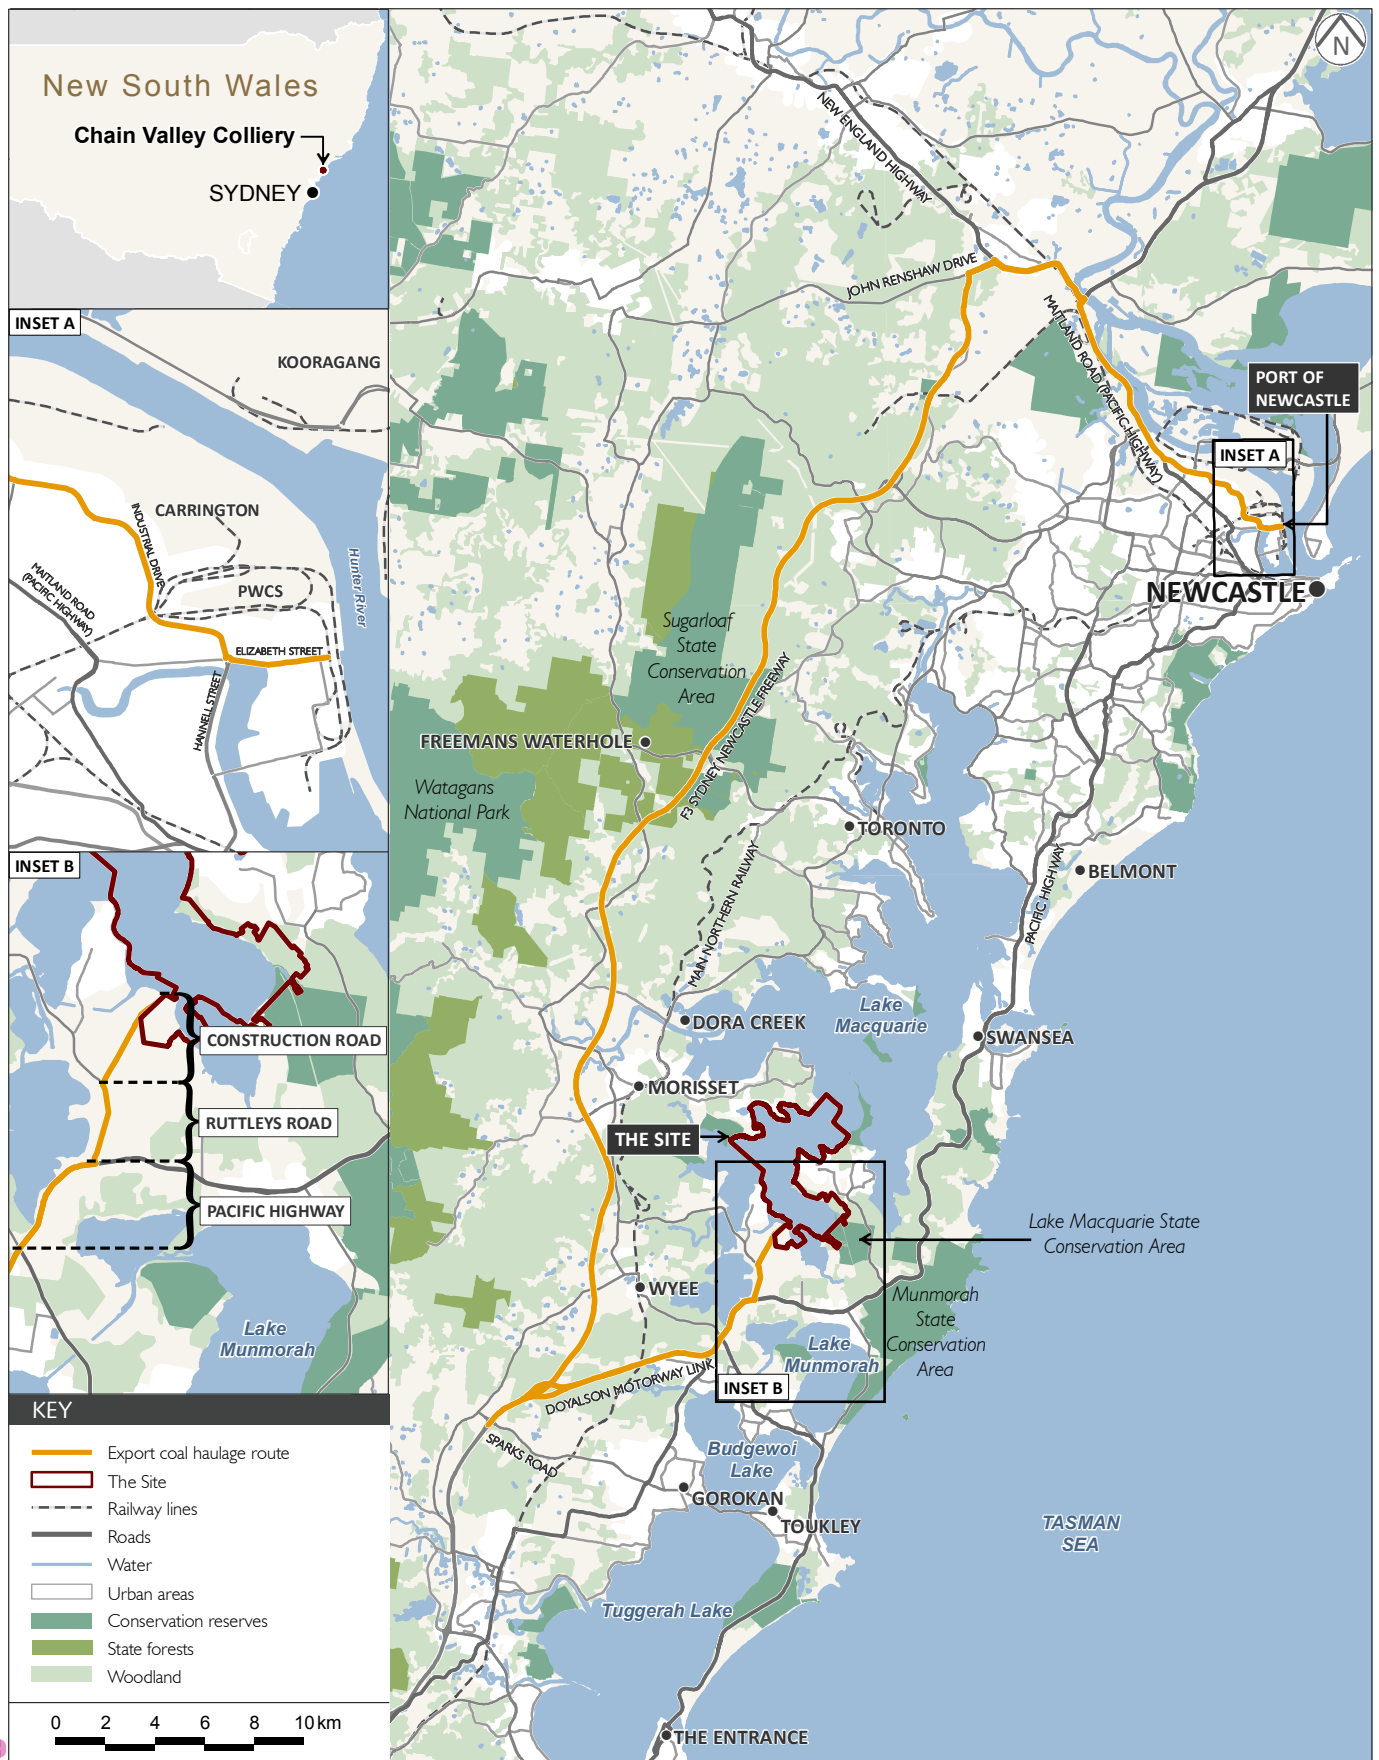 New South Wales
Chain Valley Colliery
SYDNEY
INSET A
KOORAGANG
CARRINGTON
INDUSTRIAL DRIVE
MAITLAND ROAD
(PACIFIC HIGHWAY)
PWCS
Hunter River
ELIZABETH STREET
HANNELL STREET
INSET B
CONSTRUCTION ROAD
RUTTLEYS ROAD
PACIFIC HIGHWAY
Lake
Munmorah
KEY
Export coal haulage route
The Site
Railway lines
Roads
Water
Urban areas
Conservation reserves
State forests
Woodland
0 2 4 6 8 10 km
N
NEW ENGLAND HIGHWAY
JOHN RENSHAW DRIVE
MAITLAND ROAD (PACIFIC HIGHWAY)
PORT OF
NEWCASTLE
INSET A
NEWCASTLE
Sugarloaf
State
Conservation
Area
F3 SYDNEY NEWCASTLE FREEWAY
FREEMANS WATERHOLE
Watagans
National Park
TORONTO
BELMONT
PACIFIC HIGHWAY
MAIN NORTHERN RAILWAY
Lake
Macquarie
DORA CREEK
SWANSEA
MORISSET
THE SITE
Lake Macquarie State
Conservation Area
WYEE
Munmorah
State
Conservation
Area
Lake
Munmorah
DOYALSON MOTORWAY LINK
INSET B
SPARKS ROAD
Budgewoi
Lake
GOROKAN
TOUKLEY
TASMAN
SEA
Tuggerah Lake
THE ENTRANCE